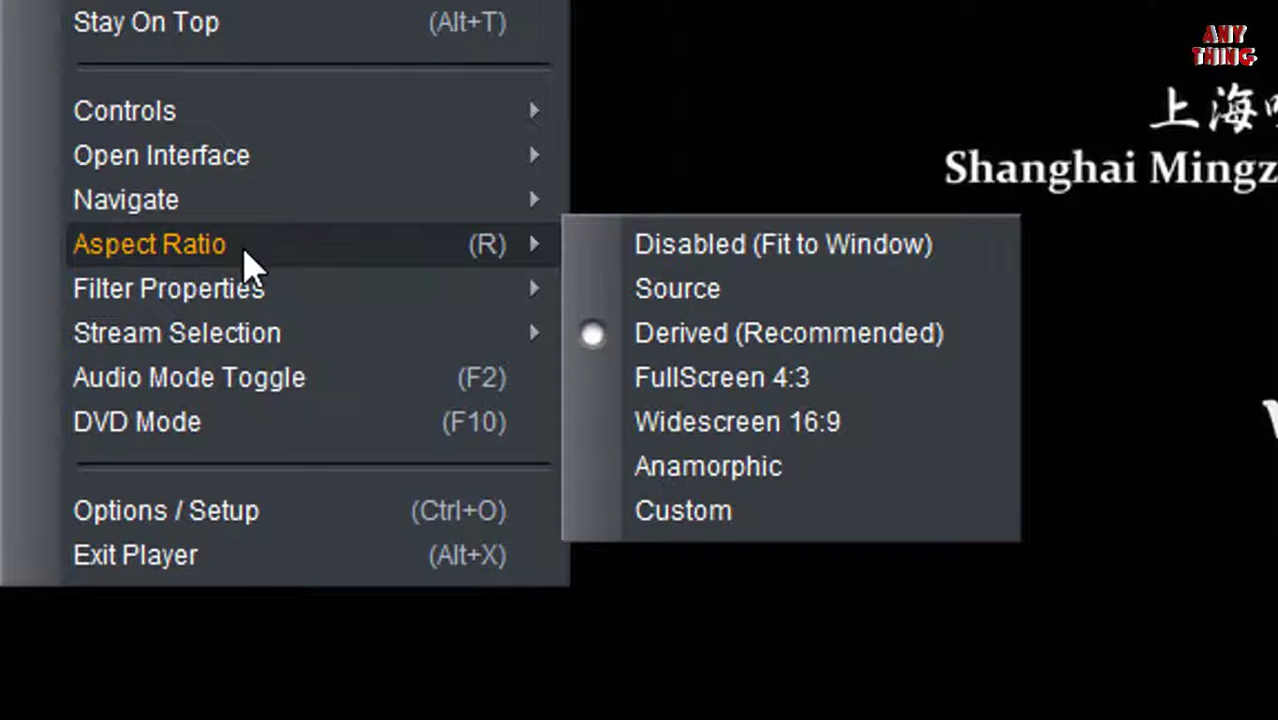 Stay On Top (Alt+T)
ANY
THING
Controls
上海
Open Interface
Shanghai
Navigate
Aspect Ratio (R)
Disabled (Fit to Window)
Filter Properties
Source
Stream Selection
Derived (Recommended)
Audio Mode Toggle (F2)
FullScreen 4:3
DVD Mode (F10)
Widescreen 16:9
Anamorphic
Options / Setup (Ctrl+O)
Custom
Exit Player (Alt+X)